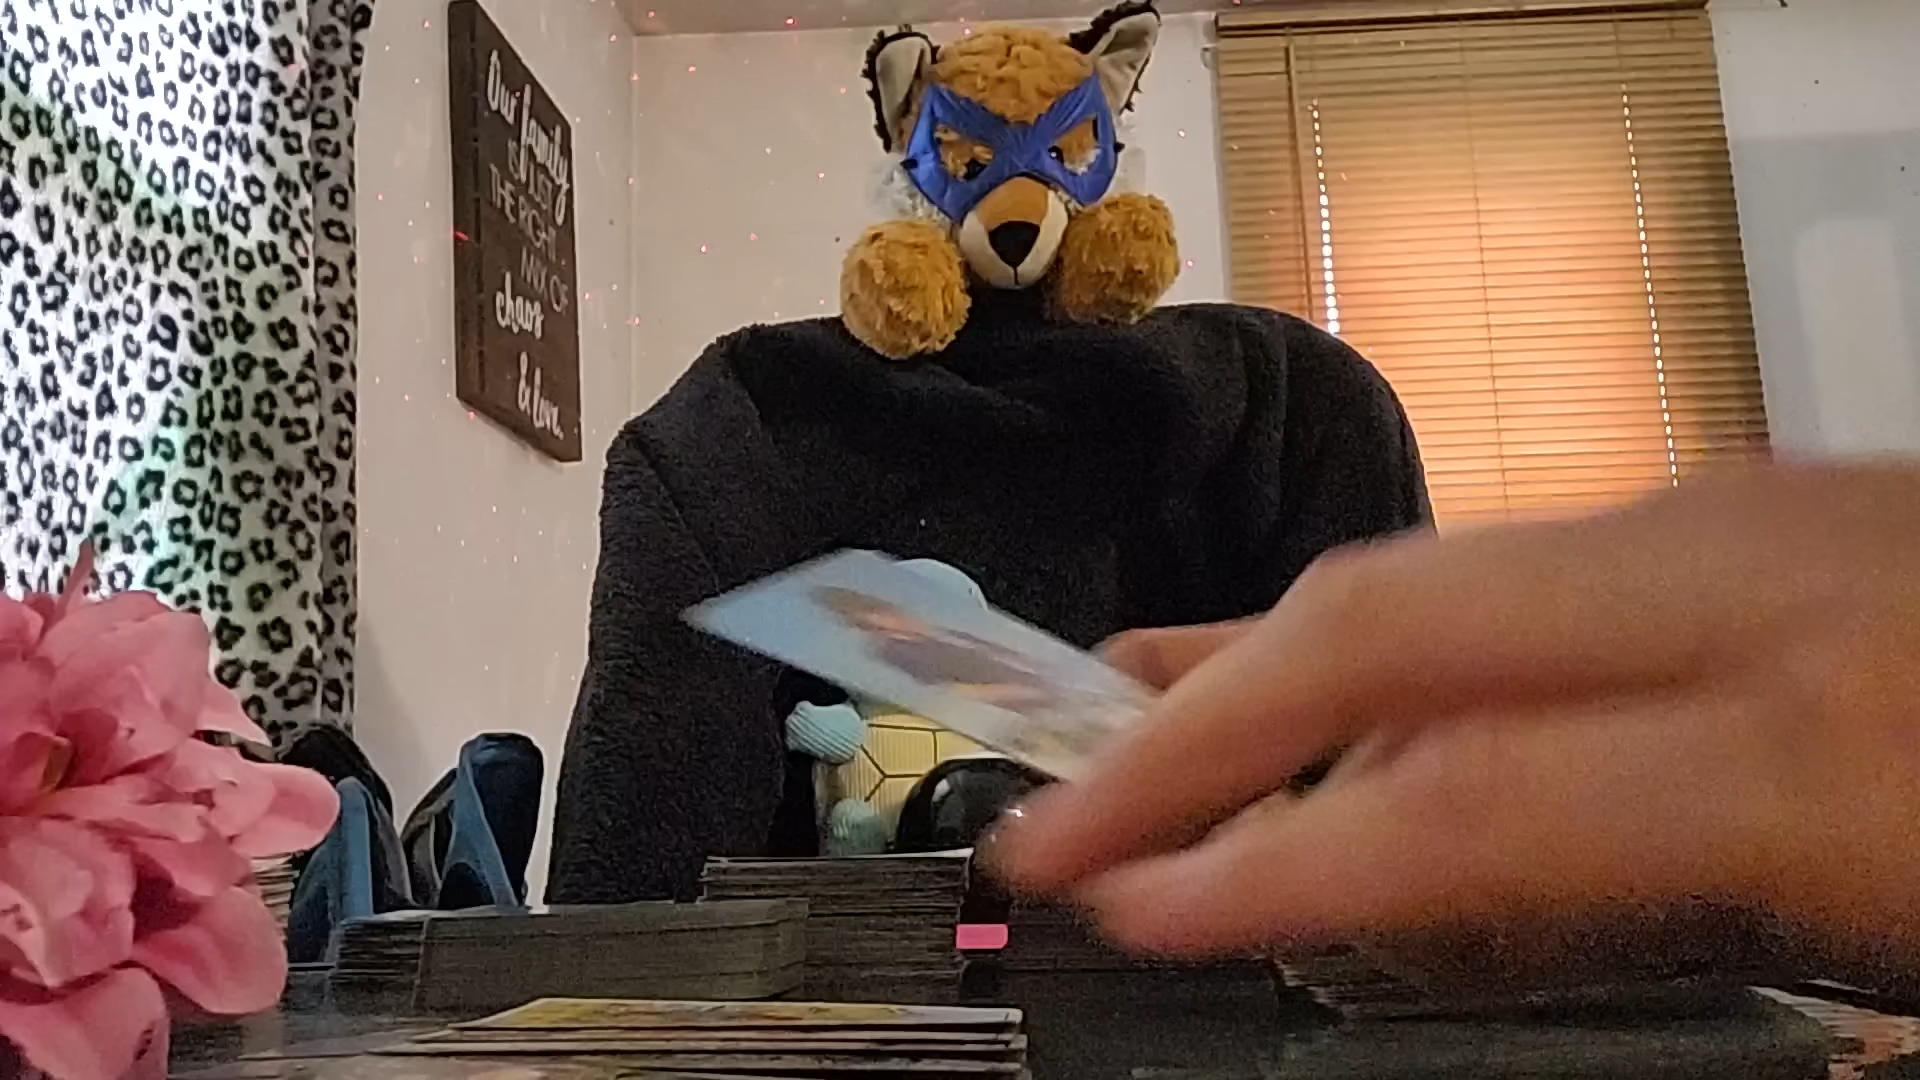 Our family
IS JUST
THE RIGHT
MIX OF
chaos
& love.